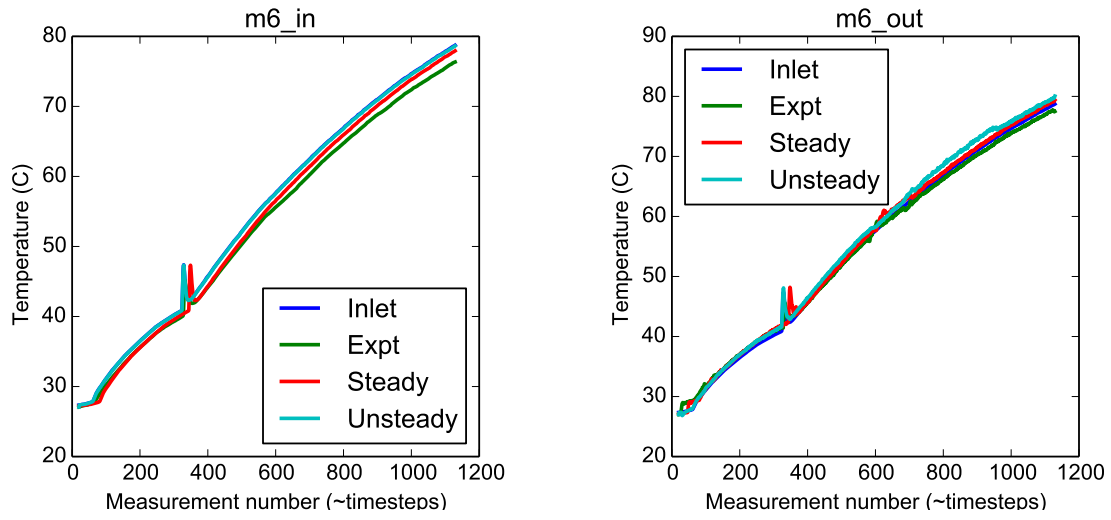 m6_in
80
70
60
50
40
30
20
Temperature (C)
Inlet
Expt
Steady
Unsteady
0 200 400 600 800 1000 1200
Measurement number (~timesteps)
m6_out
90
80
70
60
50
40
30
20
Temperature (C)
Inlet
Expt
Steady
Unsteady
0 200 400 600 800 1000 1200
Measurement number (~timesteps)